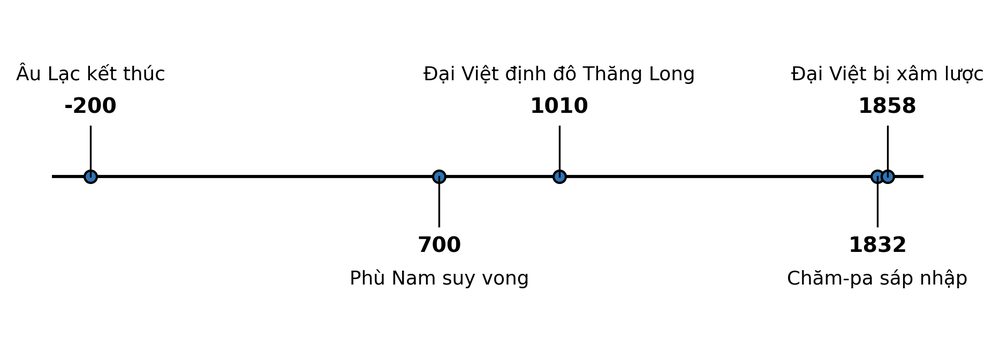 Âu Lạc kết thúc
-200
Đại Việt định đô Thăng Long
1010
Đại Việt bị xâm lược
1858
700
Phù Nam suy vong
1832
Chăm-pa sáp nhập